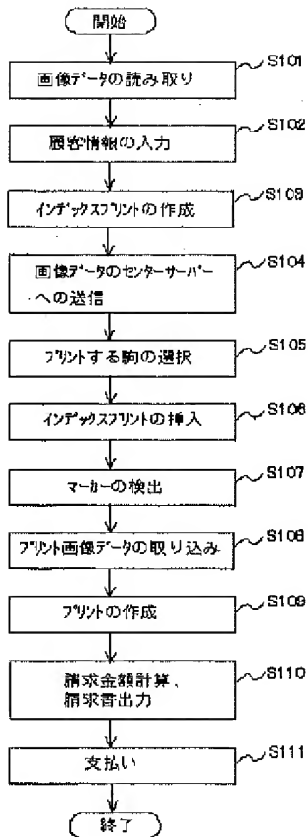 開始
画像データの読み取り
S101
顧客情報の入力
S102
インデックスプリントの作成
S103
画像データのセンターサーバー
への送信
S104
プリントする駒の選択
S105
インデックスプリントの挿入
S106
マーカーの検出
S107
プリント画像データの取り込み
S108
プリントの作成
S109
請求金額計算、
請求書出力
S110
支払い
S111
終了